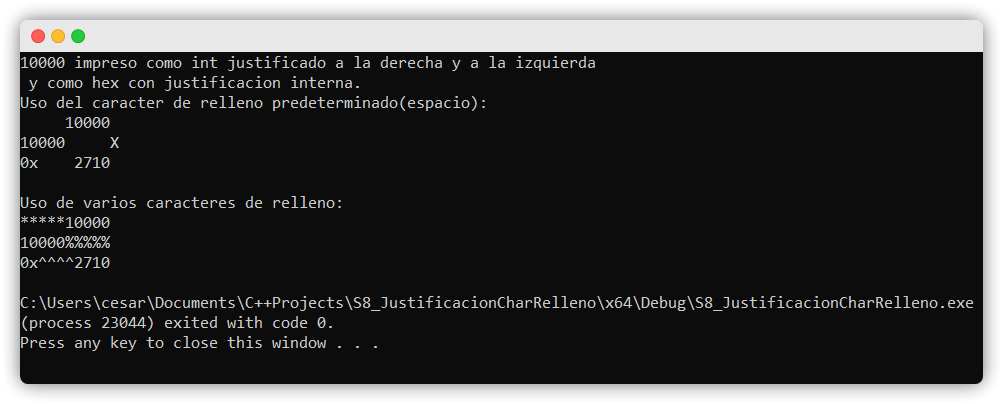 10000 impreso como int justificado a la derecha y a la izquierda
 y como hex con justificacion interna.
Uso del caracter de relleno predeterminado(espacio):
     10000
10000     X
0x    2710

Uso de varios caracteres de relleno:
*****10000
10000%%%%%
0x^^^^2710

C:\Users\cesar\Documents\C++Projects\S8_JustificacionCharRelleno\x64\Debug\S8_JustificacionCharRelleno.exe
(process 23044) exited with code 0.
Press any key to close this window . . .